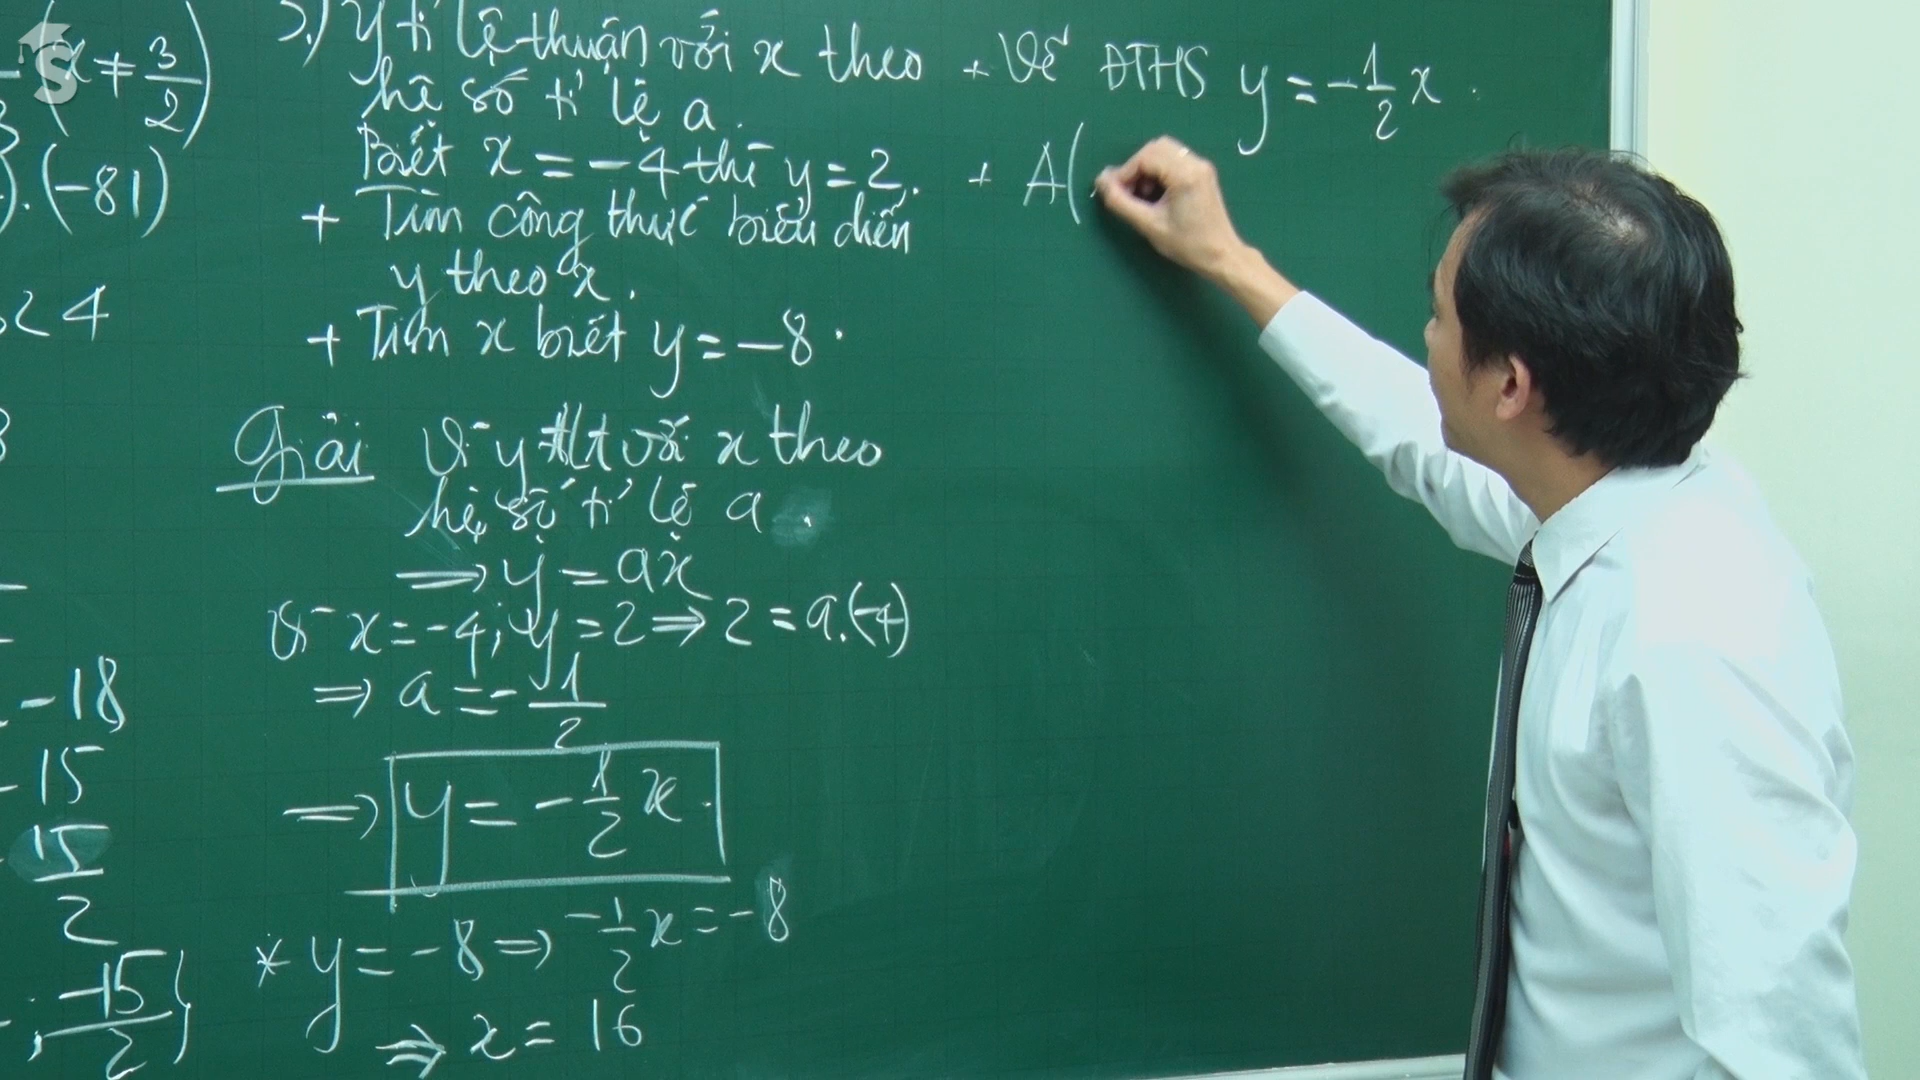 (x + 3/2)
).(-81)
24
-18
-15
15/2
; -15/2 }
3.) y tỉ lệ thuận với x theo
hệ số tỉ lệ a.
Biết x = -4 thì y = 2.
+ Tìm công thức biểu diễn
y theo x.
+ Tìm x biết y = -8.
Giải Vì y tlt với x theo
hệ số tỉ lệ a.
=> y = ax
Vì x = -4; y = 2 => 2 = a.(-4)
=> a = -1/2
=> y = -1/2 x.
* y = -8 => -1/2 x = -8
=> x = 16
+ Vẽ ĐTHS y = -1/2 x.
+ A(
S